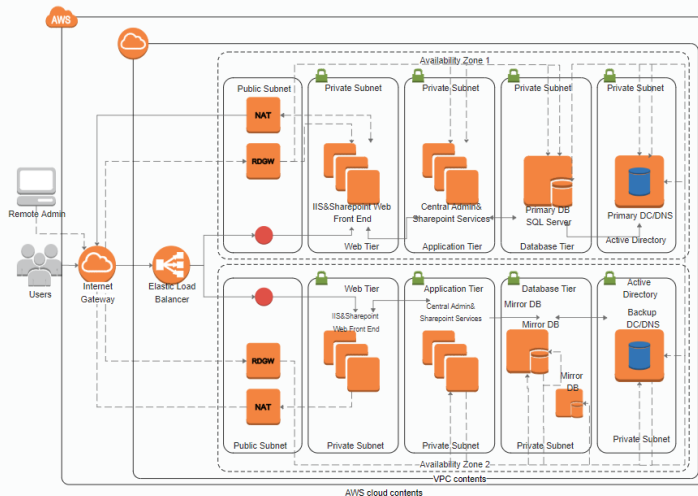 AWS
Availability Zone 1
Public Subnet
Private Subnet
Private Subnet
Private Subnet
Private Subnet
NAT
RDGW
IIS&Sharepoint Web
Front End
Central Admin&
Sharepoint Services
Primary DB
SQL Server
Primary DC/DNS
Web Tier
Application Tier
Database Tier
Active Directory
Remote Admin
Users
Internet
Gateway
Elastic Load
Balancer
Web Tier
Application Tier
Database Tier
Active
Directory
IIS&Sharepoint
Web Front End
Central Admin&
Sharepoint Services
Mirror DB
Mirror DB
Backup
DC/DNS
RDGW
Mirror
DB
NAT
Public Subnet
Private Subnet
Private Subnet
Private Subnet
Private Subnet
Availability Zone 2
VPC contents
AWS cloud contents